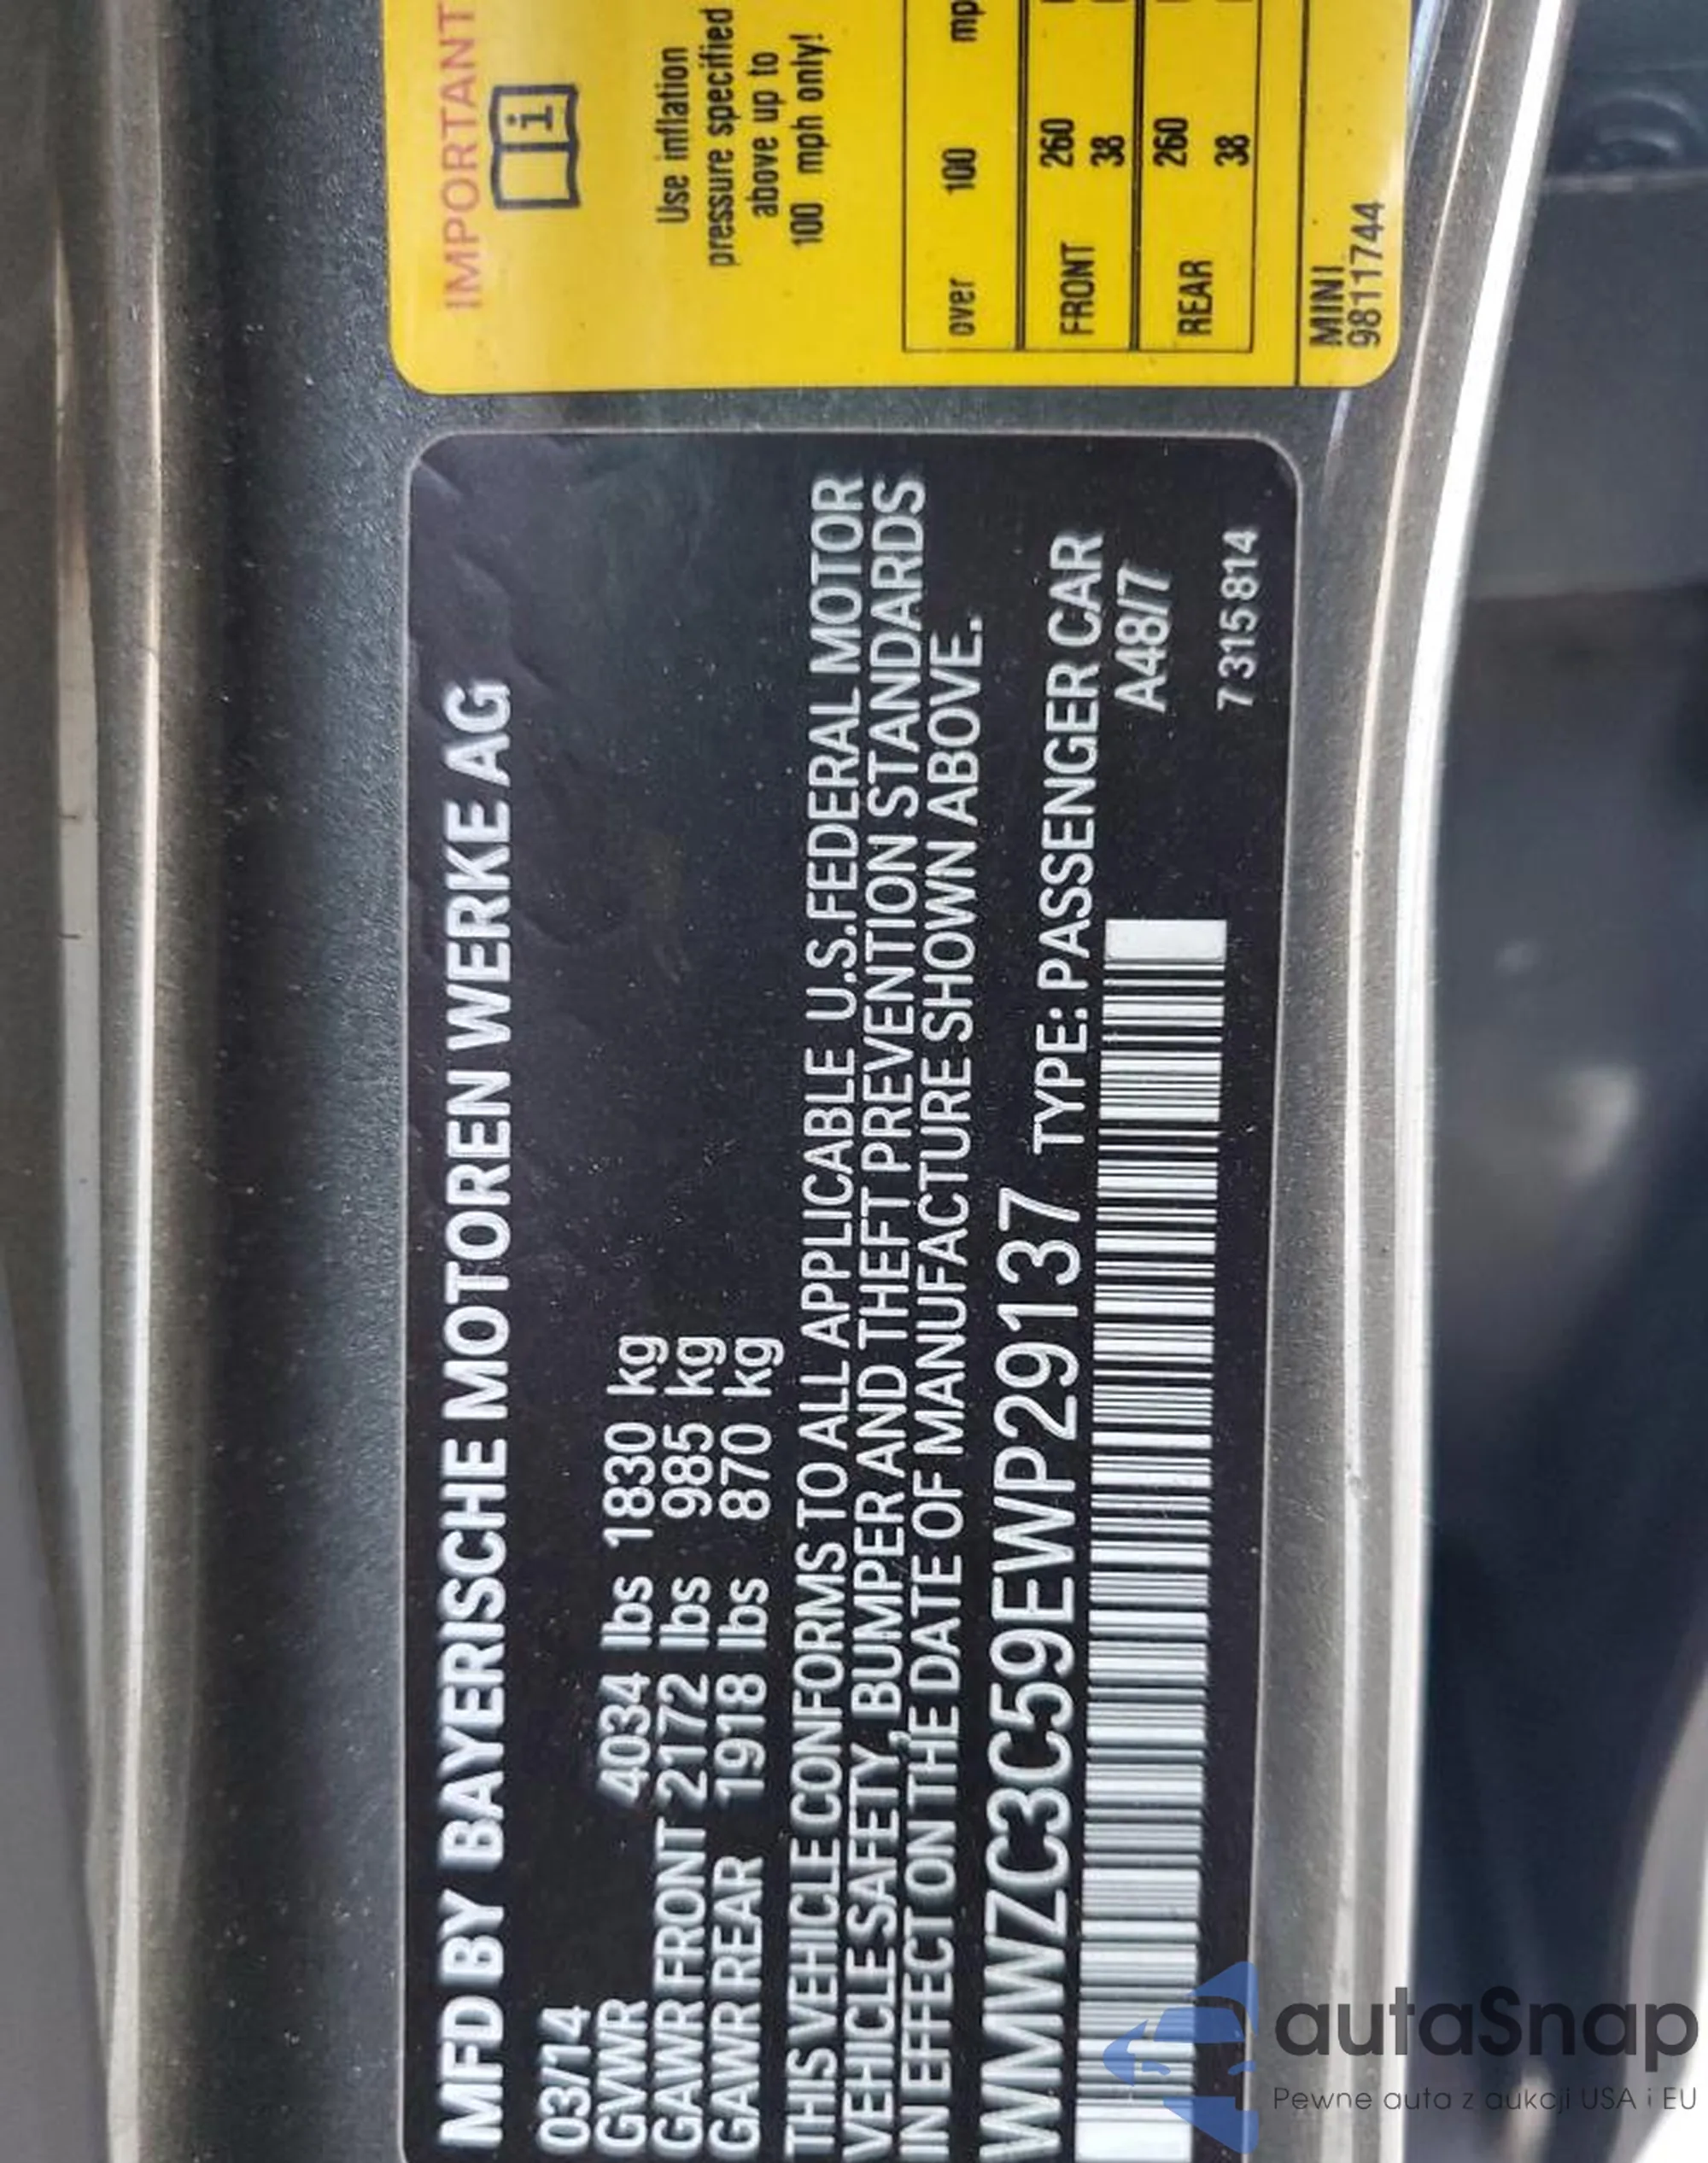 MFD BY BAYERISCHE MOTOREN WERKE AG
03/14
GVWR 4034 lbs 1830 kg
GAWR FRONT 2172 lbs 985 kg
GAWR REAR 1918 lbs 870 kg
THIS VEHICLE CONFORMS TO ALL APPLICABLE U.S.FEDERAL MOTOR
VEHICLE SAFETY, BUMPER AND THEFT PREVENTION STANDARDS
IN EFFECT ON THE DATE OF MANUFACTURE SHOWN ABOVE.
WMWZC3C59EWP29137 TYPE: PASSENGER CAR
A48/7
7315814
IMPORTANT
i
Use inflation
pressure specified
above up to
100 mph only!
over 100
FRONT 260
38
REAR 260
38
MINI
9811744
autaSnap
Pewne auta z aukcji USA i EU